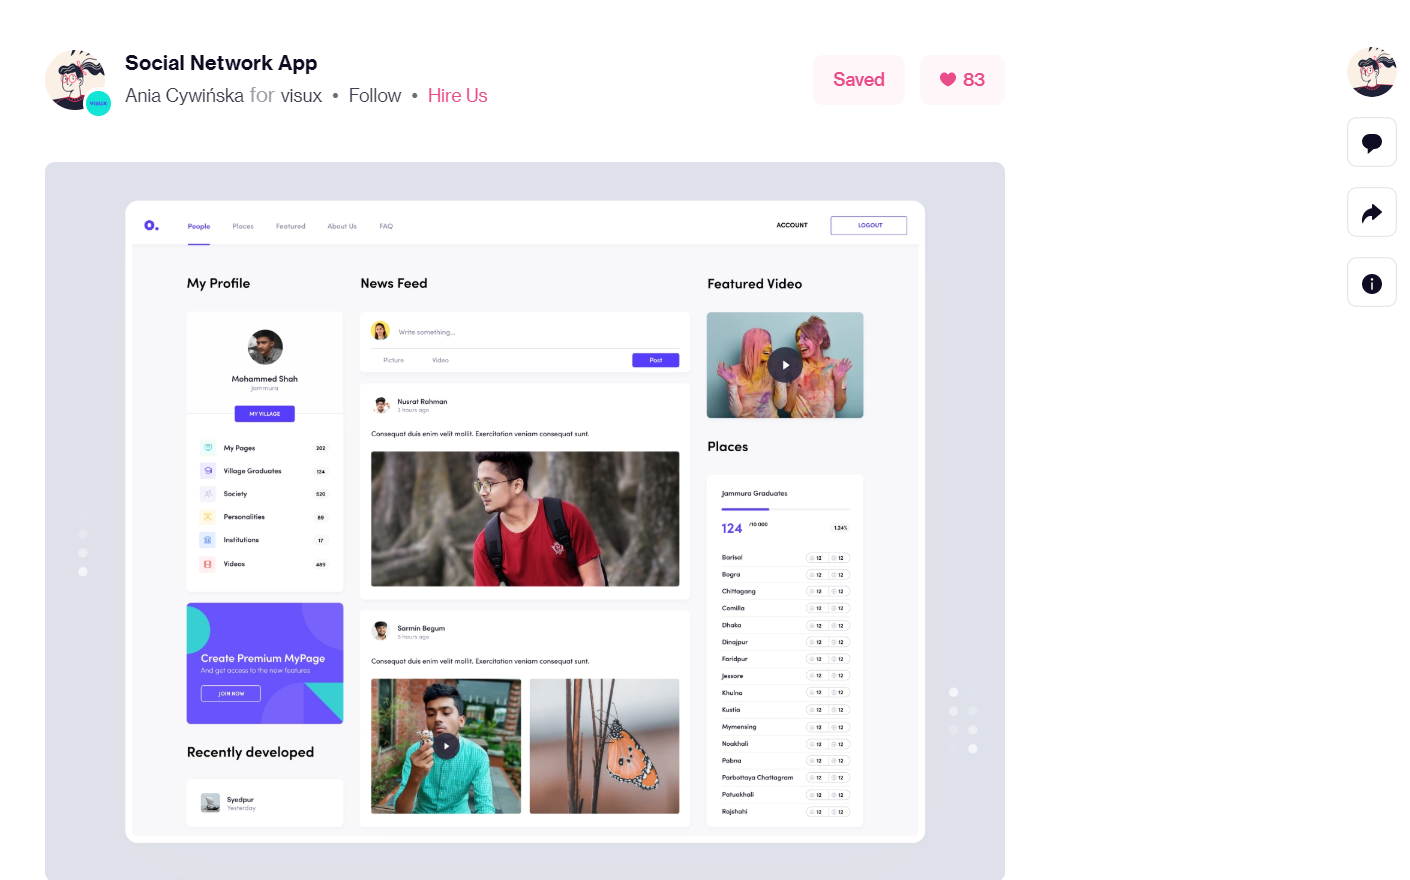 Social Network App
Ania Cywińska for visux • Follow • Hire Us
visux
Saved
83
People
Places
Featured
About Us
FAQ
ACCOUNT
LOGOUT
My Profile
Mohammed Shah
Jammura
MY VILLAGE
My Pages 202
Village Graduates 124
Society 520
Personalities 69
Institutions 17
Videos 489
Create Premium MyPage
And get access to the new features
JOIN NOW
Recently developed
Syedpur
Yesterday
News Feed
Write something...
Picture
Video
Post
Nusrat Rahman
3 hours ago
Consequat duis enim velit mollit. Exercitation veniam consequat sunt.
Sarmin Begum
5 hours ago
Consequat duis enim velit mollit. Exercitation veniam consequat sunt.
Featured Video
Places
Jammura Graduates
124 /10 000 1.24%
Barisal 12 12
Bogra 12 12
Chittagong 12 12
Comilla 12 12
Dhaka 12 12
Dinajpur 12 12
Faridpur 12 12
Jessore 12 12
Khulna 12 12
Kustia 12 12
Mymensing 12 12
Noakhali 12 12
Pabna 12 12
Parbottaya Chattagram 12 12
Patuakhali 12 12
Rajshahi 12 12